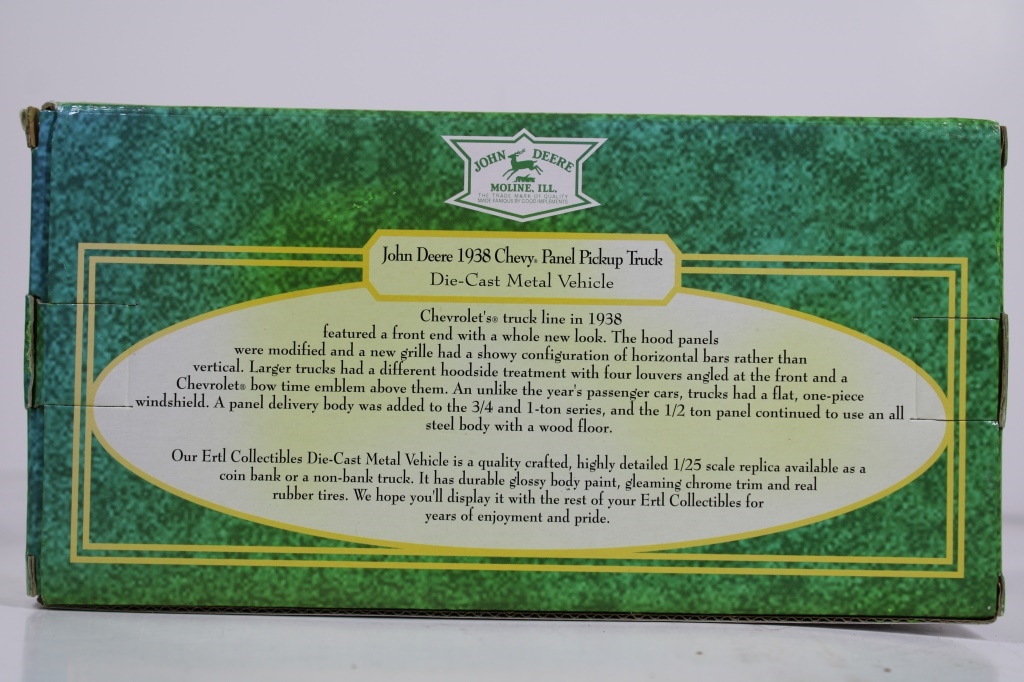 JOHN DEERE
MOLINE, ILL.
THE TRADE MARK OF QUALITY
MADE FAMOUS BY GOOD IMPLEMENTS
John Deere 1938 Chevy® Panel Pickup Truck
Die-Cast Metal Vehicle
Chevrolet's® truck line in 1938
featured a front end with a whole new look. The hood panels
were modified and a new grille had a showy configuration of horizontal bars rather than
vertical. Larger trucks had a different hoodside treatment with four louvers angled at the front and a
Chevrolet® bow time emblem above them. An unlike the year's passenger cars, trucks had a flat, one-piece
windshield. A panel delivery body was added to the 3/4 and 1-ton series, and the 1/2 ton panel continued to use an all
steel body with a wood floor.
Our Ertl Collectibles Die-Cast Metal Vehicle is a quality crafted, highly detailed 1/25 scale replica available as a
coin bank or a non-bank truck. It has durable glossy body paint, gleaming chrome trim and real
rubber tires. We hope you'll display it with the rest of your Ertl Collectibles for
years of enjoyment and pride.